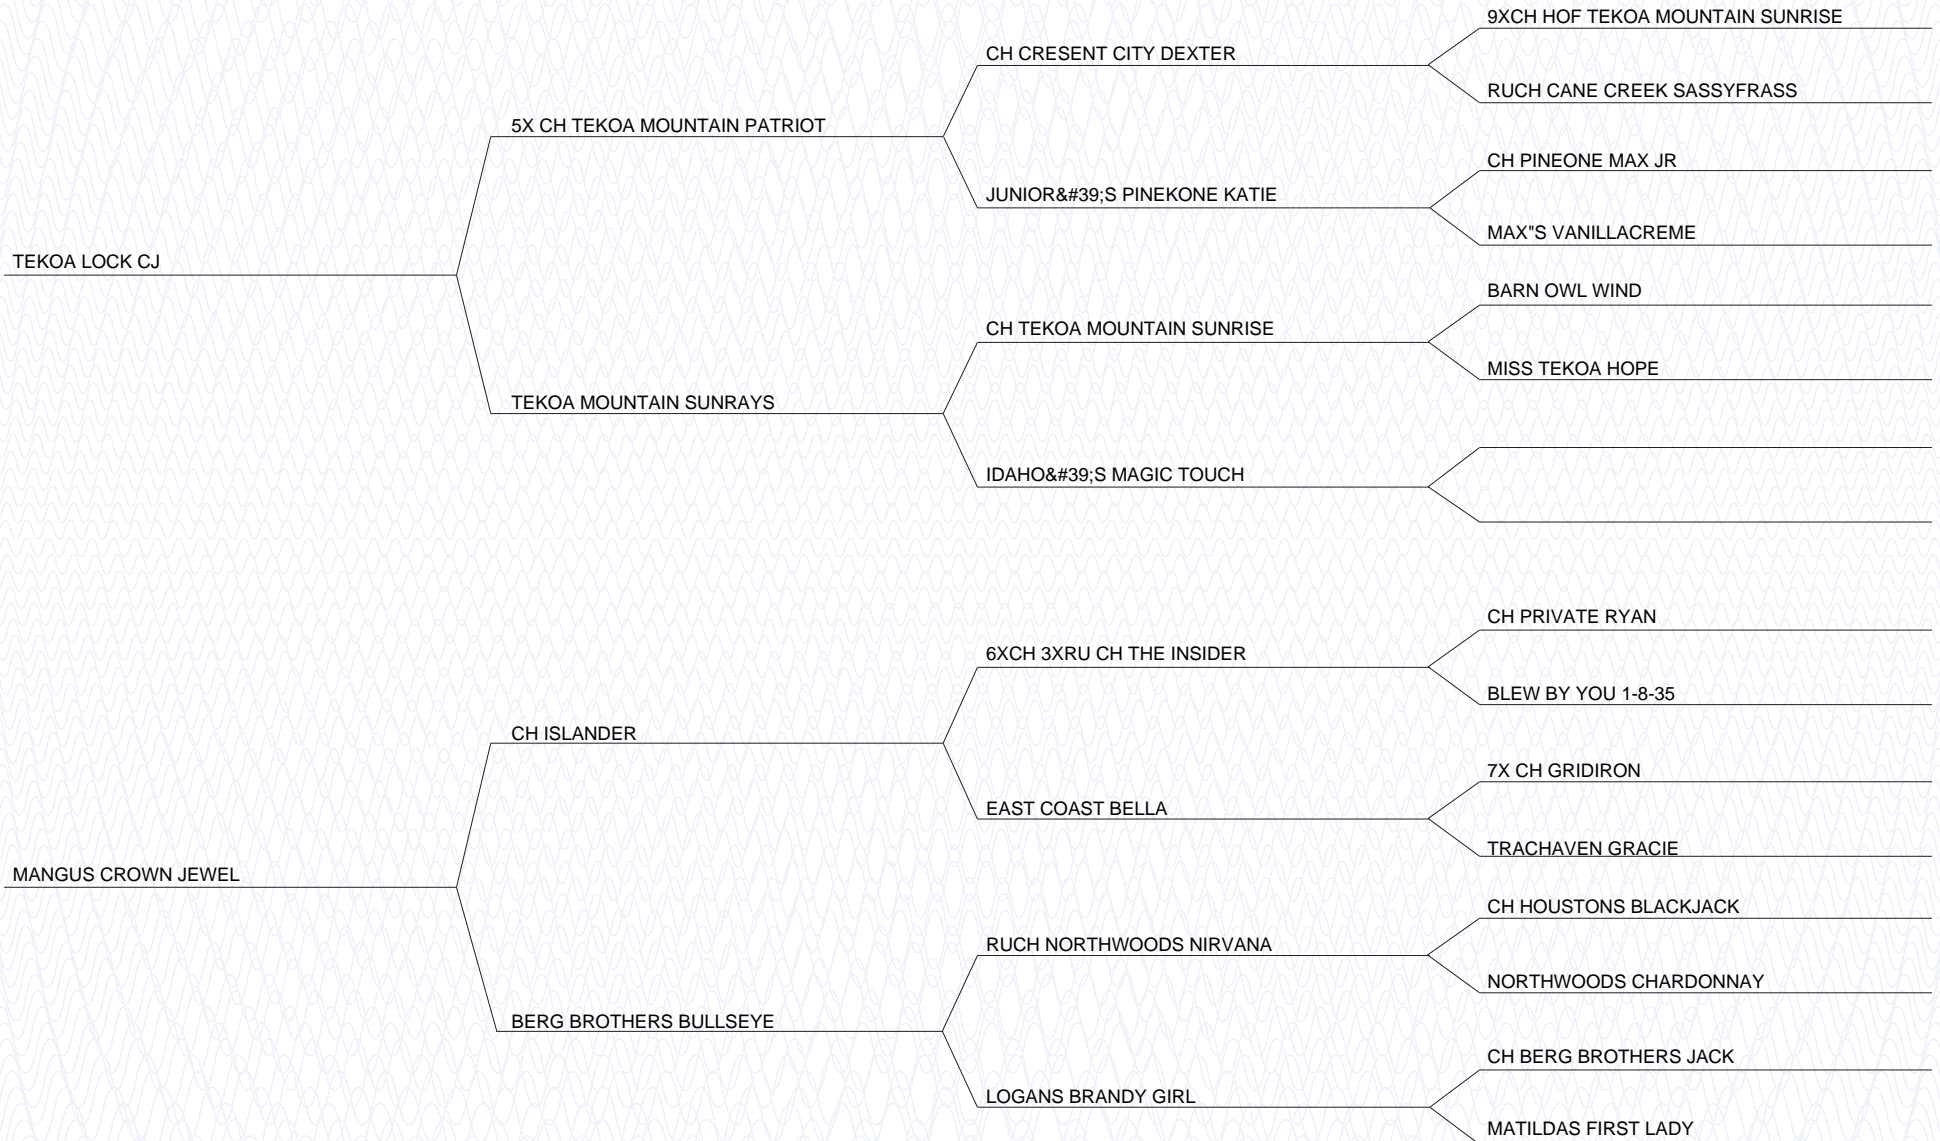 9XCH HOF TEKOA MOUNTAIN SUNRISE
CH CRESENT CITY DEXTER
RUCH CANE CREEK SASSYFRASS
5X CH TEKOA MOUNTAIN PATRIOT
CH PINEONE MAX JR
JUNIOR&#39;S PINEKONE KATIE
MAX"S VANILLACREME
TEKOA LOCK CJ
BARN OWL WIND
CH TEKOA MOUNTAIN SUNRISE
MISS TEKOA HOPE
TEKOA MOUNTAIN SUNRAYS
IDAHO&#39;S MAGIC TOUCH
CH PRIVATE RYAN
6XCH 3XRU CH THE INSIDER
BLEW BY YOU 1-8-35
CH ISLANDER
7X CH GRIDIRON
EAST COAST BELLA
TRACHAVEN GRACIE
MANGUS CROWN JEWEL
CH HOUSTONS BLACKJACK
RUCH NORTHWOODS NIRVANA
NORTHWOODS CHARDONNAY
BERG BROTHERS BULLSEYE
CH BERG BROTHERS JACK
LOGANS BRANDY GIRL
MATILDAS FIRST LADY